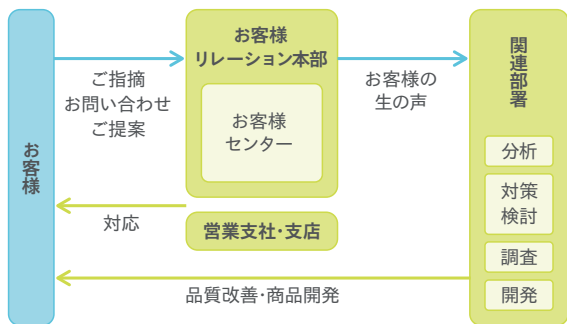 お客様
ご指摘
お問い合わせ
ご提案
お客様
リレーション本部
お客様
センター
お客様の
生の声
関連部署
分析
対策
検討
調査
開発
対応
営業支社・支店
品質改善・商品開発